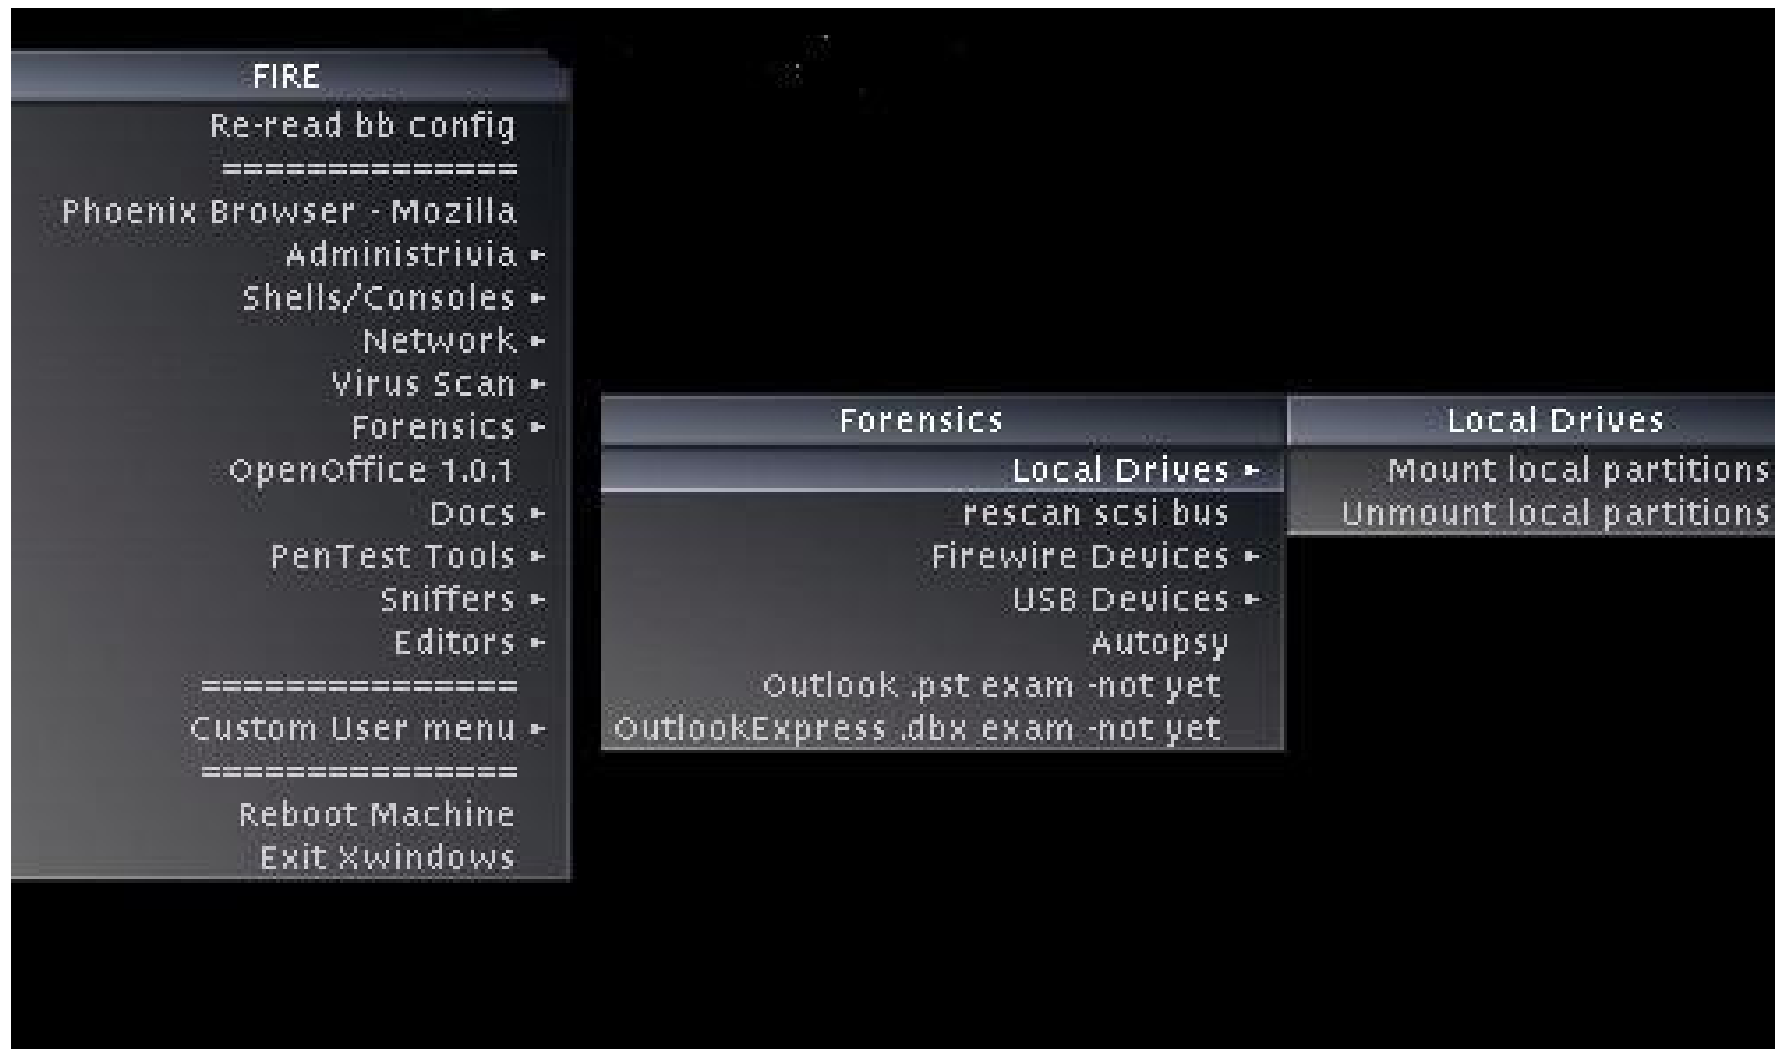 FIRE
Re-read bb config
==============
Phoenix Browser - Mozilla
Administrivia
Shells/Consoles
Network
Virus Scan
Forensics
OpenOffice 1.0.1
Docs
PenTest Tools
Sniffers
Editors
===============
Custom User menu
===============
Reboot Machine
Exit Xwindows
Forensics
Local Drives
rescan scsi bus
Firewire Devices
USB Devices
Autopsy
Outlook .pst exam -not yet
OutlookExpress .dbx exam -not yet
Local Drives
Mount local partitions
Unmount local partitions